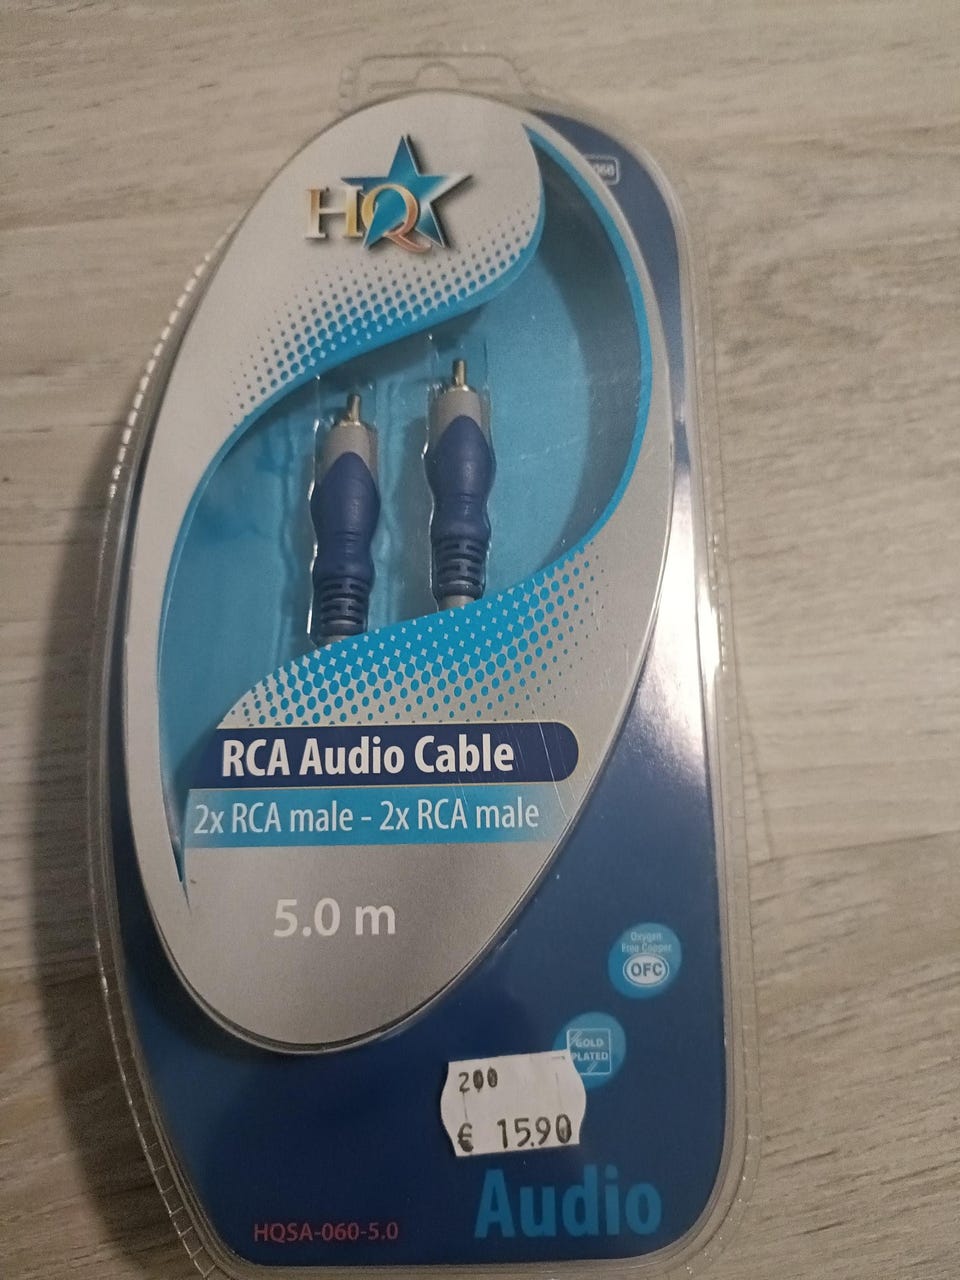 HQ
RCA Audio Cable
2x RCA male - 2x RCA male
5.0 m
Oxygen
Free Copper
OFC
GOLD
PLATED
200
€ 15.90
Audio
HQSA-060-5.0